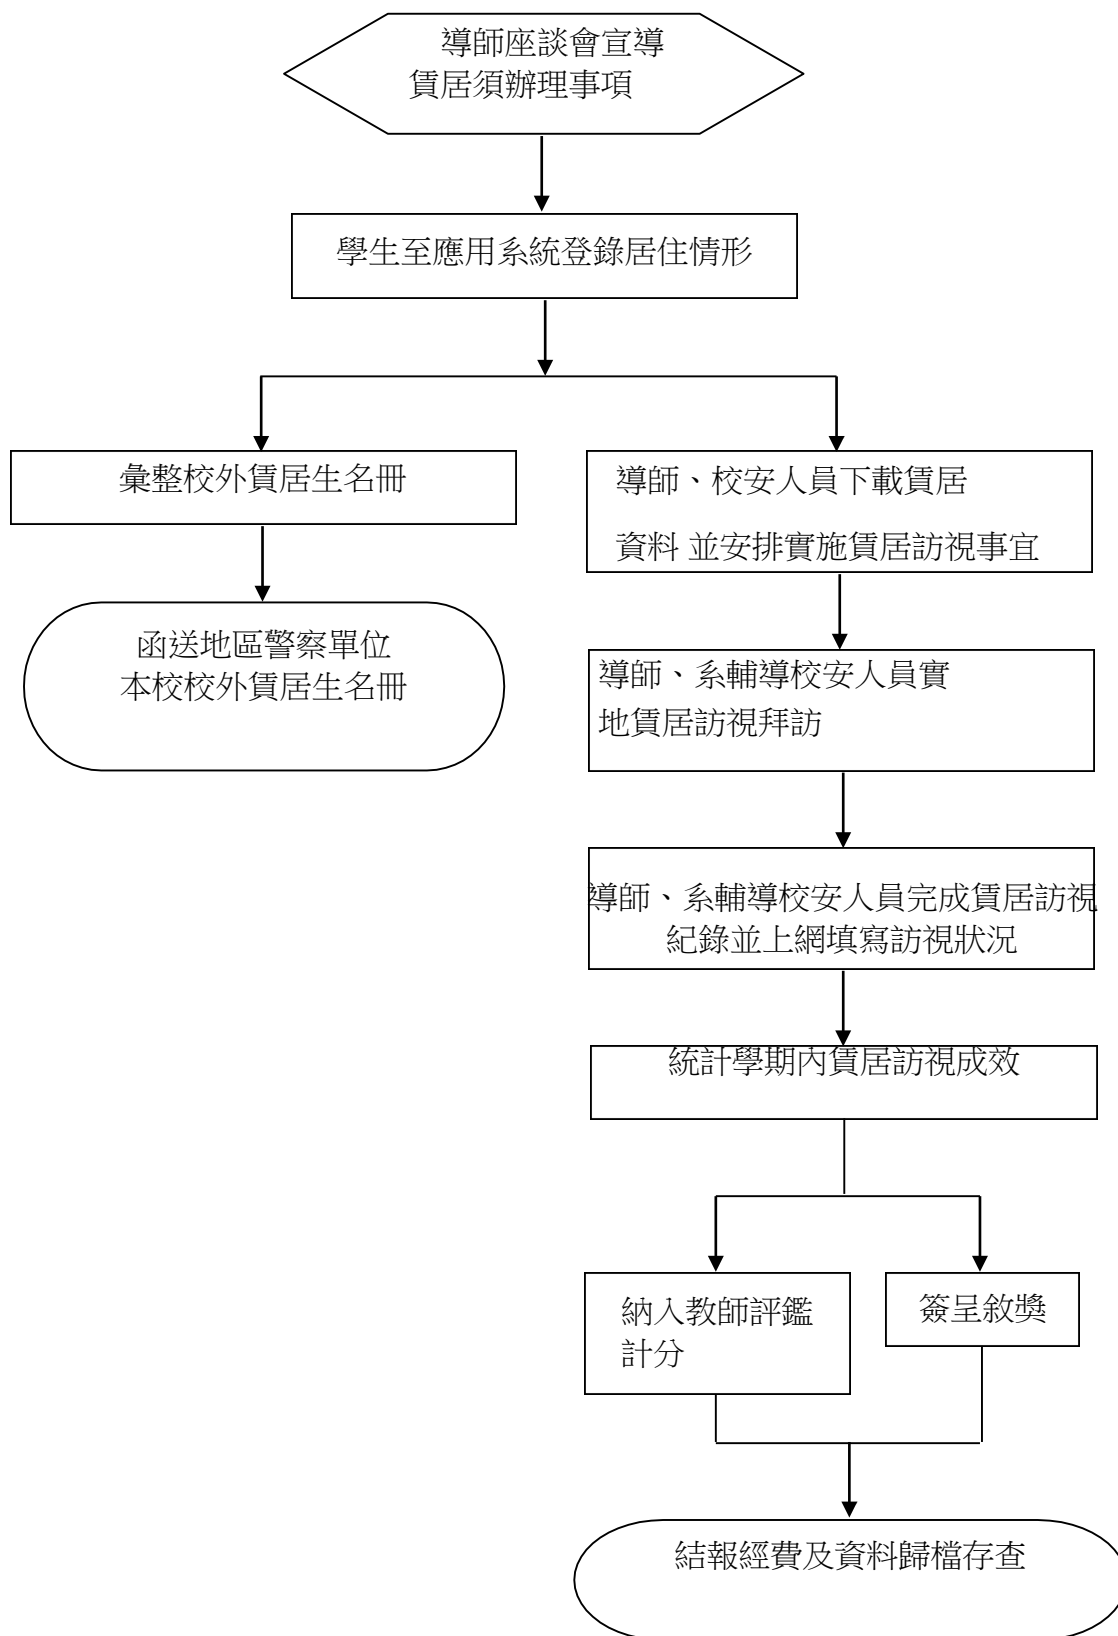 導師座談會宣導
賃居須辦理事項
學生至應用系統登錄居住情形
彙整校外賃居生名冊
函送地區警察單位
本校校外賃居生名冊
導師、校安人員下載賃居
資料 並安排實施賃居訪視事宜
導師、系輔導校安人員實
地賃居訪視拜訪
導師、系輔導校安人員完成賃居訪視
紀錄並上網填寫訪視狀況
統計學期內賃居訪視成效
納入教師評鑑
計分
簽呈敘獎
結報經費及資料歸檔存查